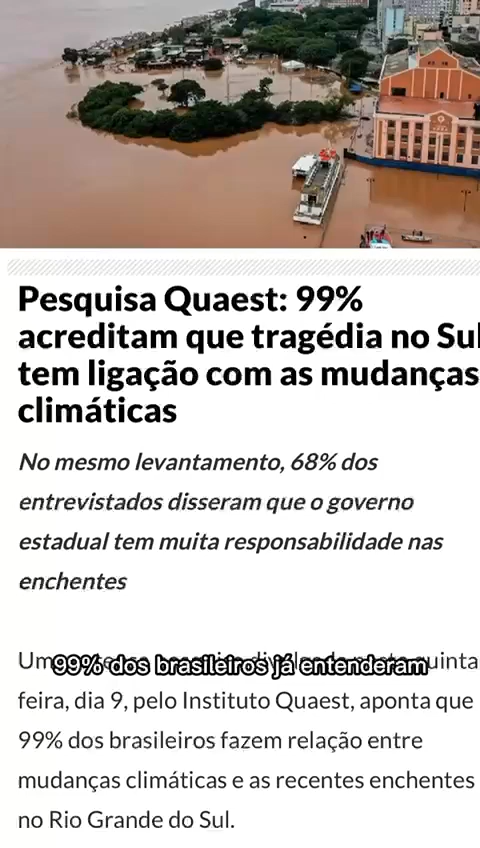 Pesquisa Quaest: 99%
acreditam que tragédia no Sul
tem ligação com as mudanças
climáticas
No mesmo levantamento, 68% dos
entrevistados disseram que o governo
estadual tem muita responsabilidade nas
enchentes
99% dos brasileiros já entenderam
feira, dia 9, pelo Instituto Quaest, aponta que
99% dos brasileiros fazem relação entre
mudanças climáticas e as recentes enchentes
no Rio Grande do Sul.